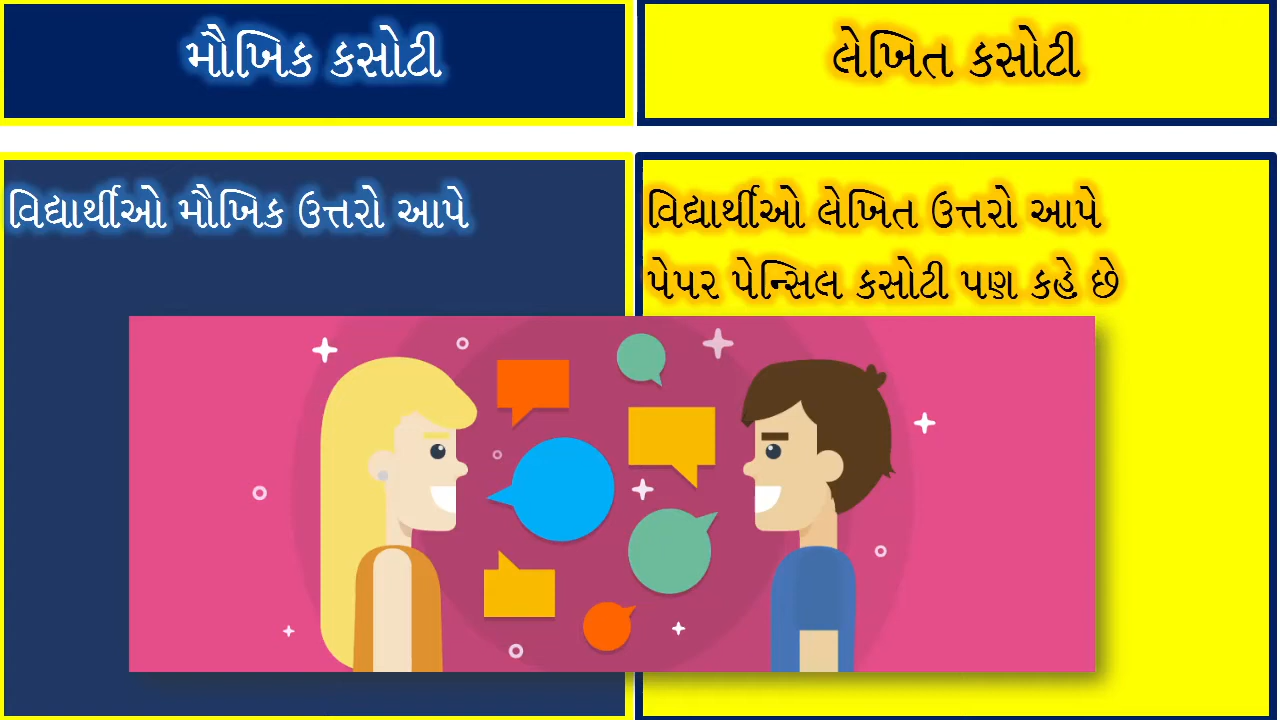 મૌખિક કસોટી
લેખિત કસોટી
વિદ્યાર્થીઓ મૌખિક ઉત્તરો આપે
વિદ્યાર્થીઓ લેખિત ઉત્તરો આપે
પેપર પેન્સિલ કસોટી પણ કહે છે